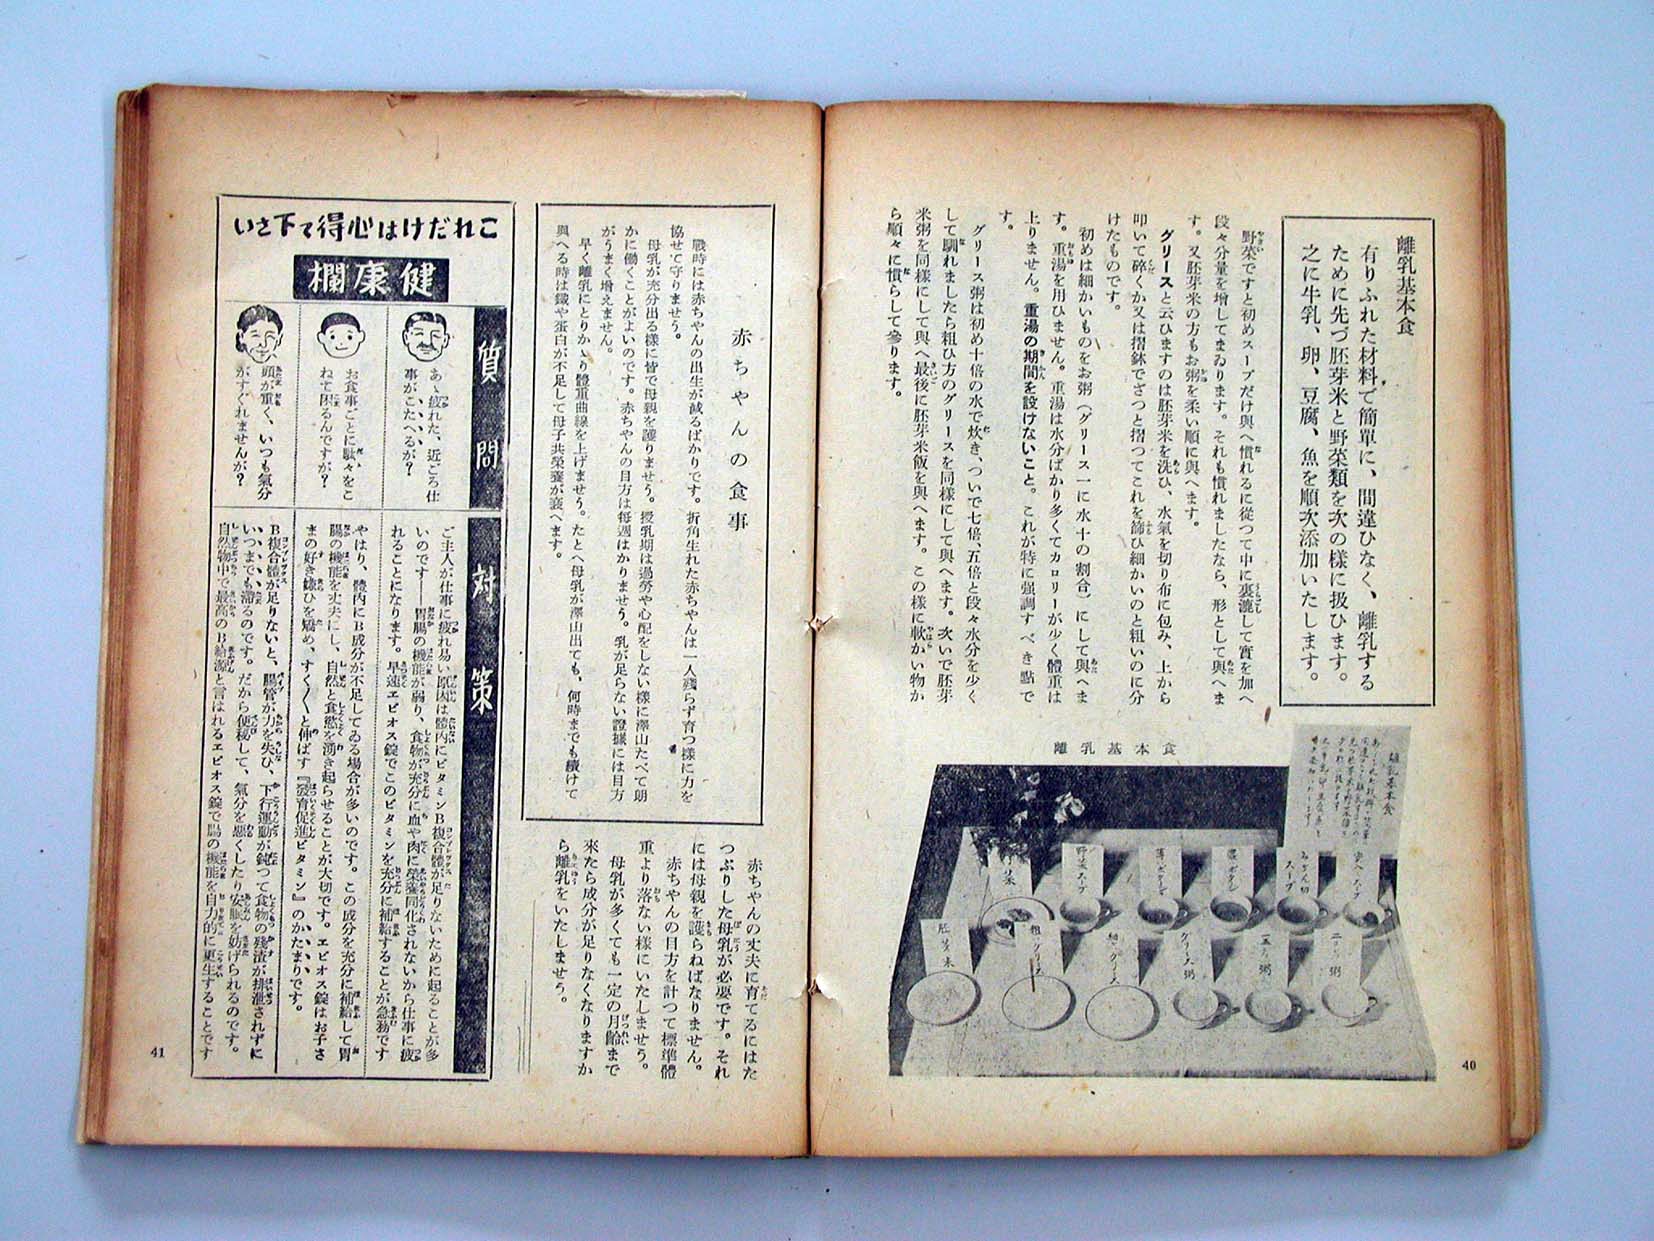 離乳基本食
有りふれた材料で簡單に、間違ひなく、離乳する
ために先づ胚芽米と野菜類を次の樣に扱ひます。
之に牛乳、卵、豆腐、魚を順次添加いたします。
野菜ですと初めスープだけ與へ慣れるに從つて中に裏漉して實を加へ
段々分量を增してまゐります。それも慣れましたなら、形として與へま
す。又胚芽米の方もお粥を柔い順に與へます。
グリースと云ひますのは胚芽米を洗ひ、水氣を切り布に包み、上から
叩いて碎くか又は摺鉢でざつと摺つてこれを篩ひ細かいのと粗いのに分
けたものです。
初めは細かいものをお粥(グリース一に水十の割合)にして與へま
す。重湯を用ひません。重湯は水分ばかり多くてカロリーが少く體重は
上りません。重湯の期間を設けないこと。これが特に强調すべき點で
す。
グリース粥は初め十倍の水で炊き、ついで七倍、五倍と段々水分を少く
して馴れましたら粗ひ方のグリースを同樣にして與へます。次いで胚芽
米粥を同樣にして與へ最後に胚芽米飯を與へます。この樣に軟かい物か
ら順々に慣らして參ります。
離乳基本食
離乳基本食
野菜スープ
スープ
グリース粥
二こし粥
胚芽米
40
赤ちやんの食事
戰時には赤ちやんの出生が減るばかりです。折角生れた赤ちやんは一人殘らず育つ樣に力を
協せて守りませう。
母乳が充分出る樣に皆で母親を護りませう。授乳期は過勞や心配をしない樣に澤山たべて朗
かに働くことがよいのです。赤ちやんの目方は每週はかりませう。乳が足らない證據には目方
がうまく增えません。
早く離乳にとりかゝり體重曲線を上げませう。たとへ母乳が澤山出ても、何時までも續けて
與へる時は鐵や蛋白が不足して母子共榮養が衰へます。
赤ちやんの丈夫に育てるにはた
つぷりした母乳が必要です。それ
には母親を護らねばなりません。
赤ちやんの目方を計つて標準體
重より落ない樣にいたしませう。
母乳が多くても一定の月齡まで
來たら成分が足りなくなりますか
ら離乳をいたしませう。
これだけは心得て下さい
健康欄
質問
對策
あゝ疲れた、近ごろ仕
事がこたへるが?
ご主人が仕事に疲れ易い原因は體內にビタミンB複合體が足りないために起ることが多
いのです――胃腸の機能が弱り、食物が充分に血や肉に榮養同化されないから仕事に疲
れることになります。早速エビオス錠でこのビタミンを充分に補給することが急務です
お食事ごとに駄々をこ
ねて困るんですが?
やはり、體內にB成分が不足してゐる場合が多いのです。この成分を充分に補給して胃
腸の機能を丈夫にし、自然と食慾を湧き起らせることが大切です。エビオス錠はお子さ
まの好き嫌ひを矯め、すく〱と伸ばす『發育促進ビタミン』のかたまりです。
頭が重く、いつも氣分
がすぐれませんが?
B複合體が足りないと、腸管が力を失ひ、下行運動が鈍つて食物の殘渣が排泄されずに
いつまでも滯るのです。だから便秘して、氣分を惡くしたり安眠を妨げられるのです。
自然物中で最高のB給源と言はれるエビオス錠で腸の機能を自力的に更生することです
41